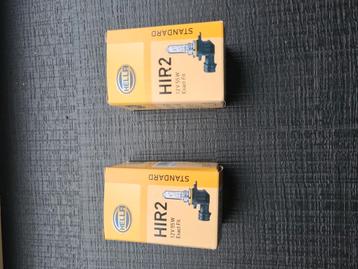 STANDARD
HELLA
HIR2
12V 55W
Exact Fit
STANDARD
HELLA
HIR2
12V 55W
Exact Fit